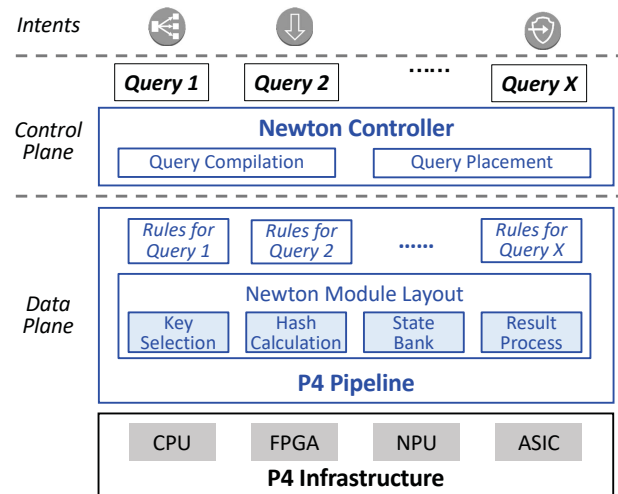 Intents
Query 1 Query 2 ...... Query X
Control
Plane
Newton Controller
Query Compilation Query Placement
Data
Plane
Rules for
Query 1
Rules for
Query 2
......
Rules for
Query X
Newton Module Layout
Key
Selection
Hash
Calculation
State
Bank
Result
Process
P4 Pipeline
CPU FPGA NPU ASIC
P4 Infrastructure